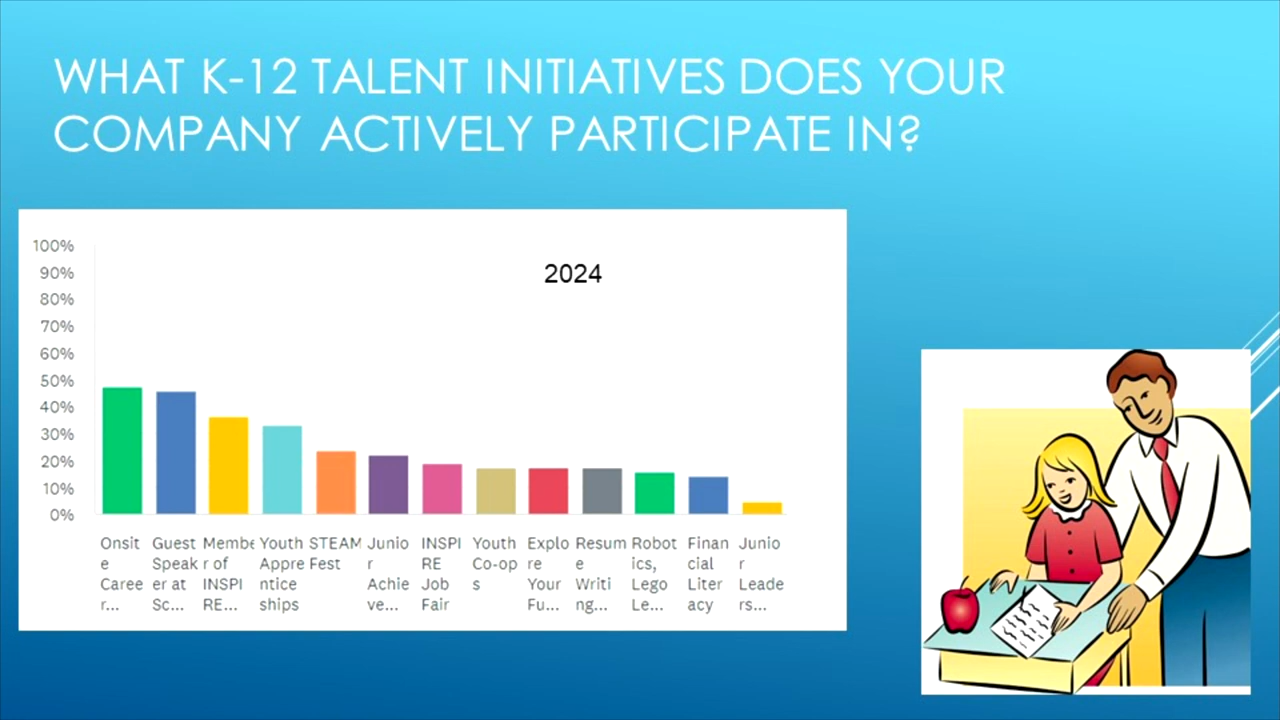 WHAT K-12 TALENT INITIATIVES DOES YOUR
COMPANY ACTIVELY PARTICIPATE IN?
2024
100%
90%
80%
70%
60%
50%
40%
30%
20%
10%
0%
Onsit
e
Caree
r...
Guest
Speak
er at
Sc...
Membe
r of
INSPI
RE...
Youth
Appre
ntice
ships
STEAM
Fest
Junio
r
Achie
ve...
INSPI
RE
Job
Fair
Youth
Co-op
s
Explo
re
Your
Fu...
Resum
e
Writi
ng...
Robot
ics,
Lego
Le...
Finan
cial
Liter
acy
Junio
r
Leade
rs...